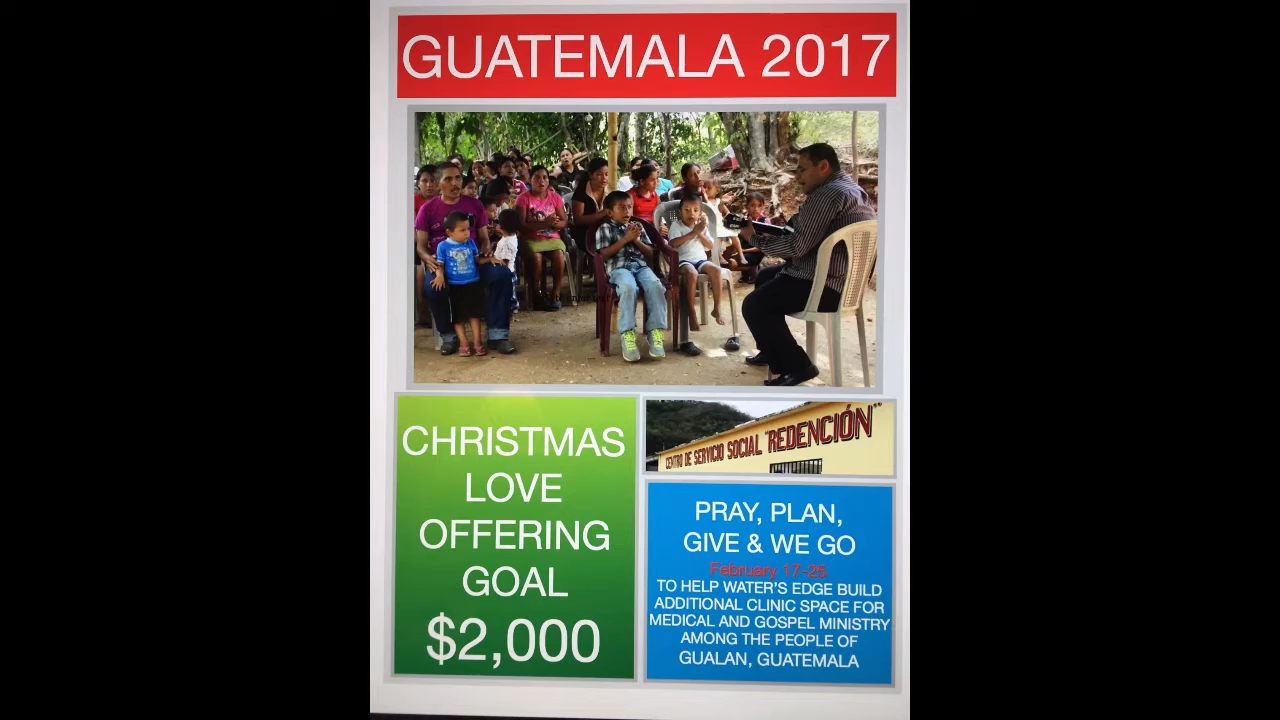 GUATEMALA 2017
CENTRO DE SERVICIO SOCIAL "REDENCIÓN"
CHRISTMAS
LOVE
OFFERING
GOAL
$2,000
PRAY, PLAN,
GIVE & WE GO
February 17-25
TO HELP WATER'S EDGE BUILD
ADDITIONAL CLINIC SPACE FOR
MEDICAL AND GOSPEL MINISTRY
AMONG THE PEOPLE OF
GUALAN, GUATEMALA